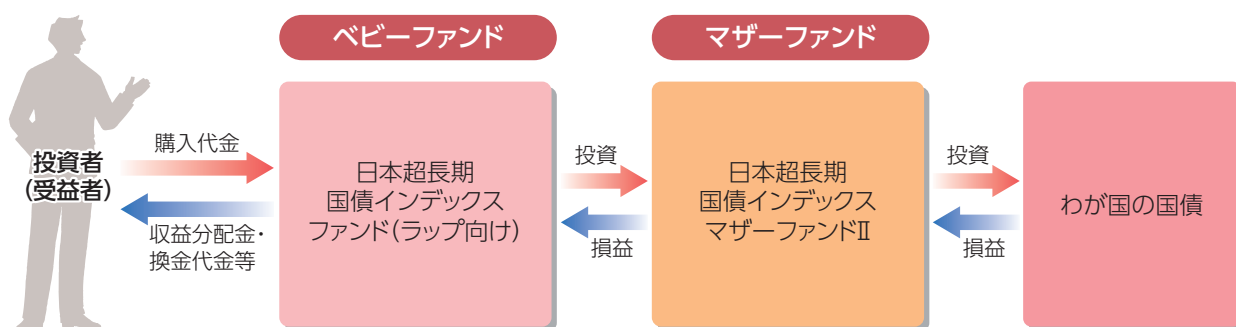 ベビーファンド
マザーファンド
投資者
(受益者)
購入代金
収益分配金・
換金代金等
日本超長期
国債インデックス
ファンド(ラップ向け)
投資
損益
日本超長期
国債インデックス
マザーファンドⅡ
投資
損益
わが国の国債